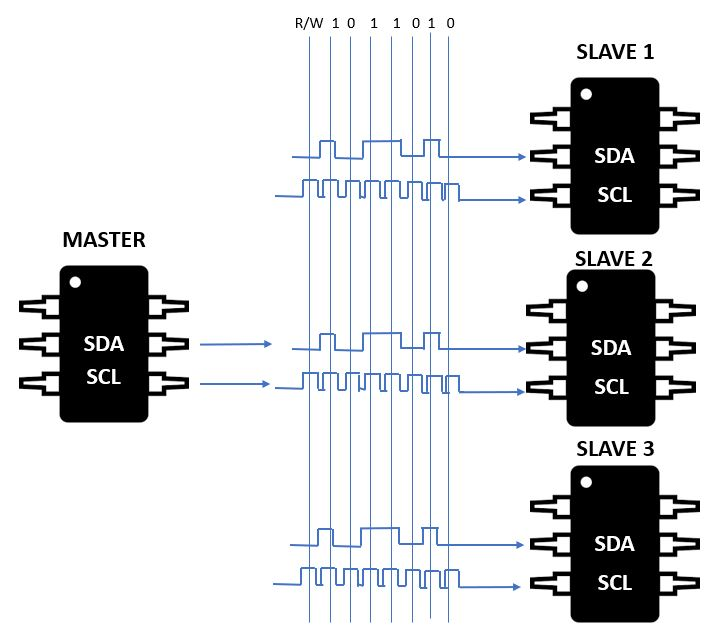 R/W 1 0 1 1 0 1 0
SLAVE 1
SDA
SCL
MASTER
SDA
SCL
SLAVE 2
SDA
SCL
SLAVE 3
SDA
SCL